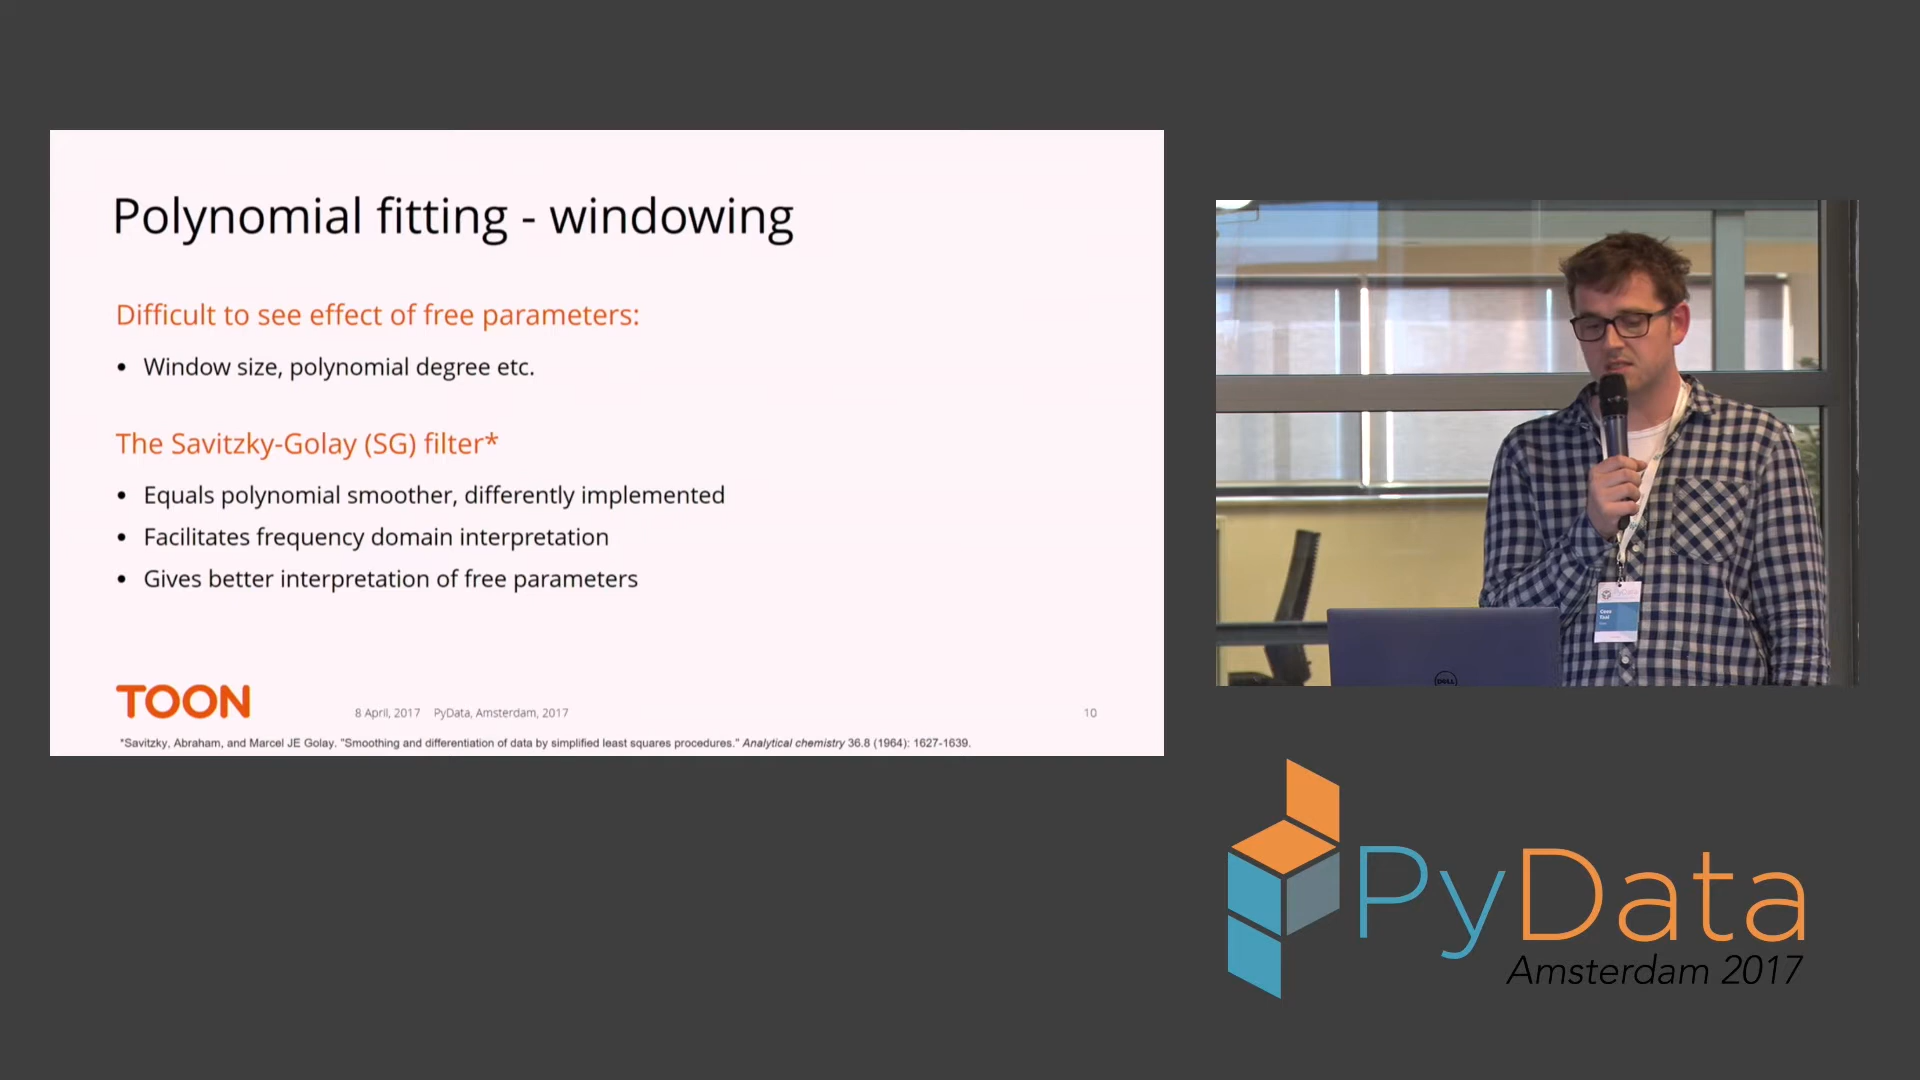 Polynomial fitting - windowing
Difficult to see effect of free parameters:
• Window size, polynomial degree etc.
The Savitzky-Golay (SG) filter*
• Equals polynomial smoother, differently implemented
• Facilitates frequency domain interpretation
• Gives better interpretation of free parameters
TOON
8 April, 2017 PyData, Amsterdam, 2017
10
*Savitzky, Abraham, and Marcel JE Golay. "Smoothing and differentiation of data by simplified least squares procedures." Analytical chemistry 36.8 (1964): 1627-1639.
PyData
DELL
PyData
Amsterdam 2017